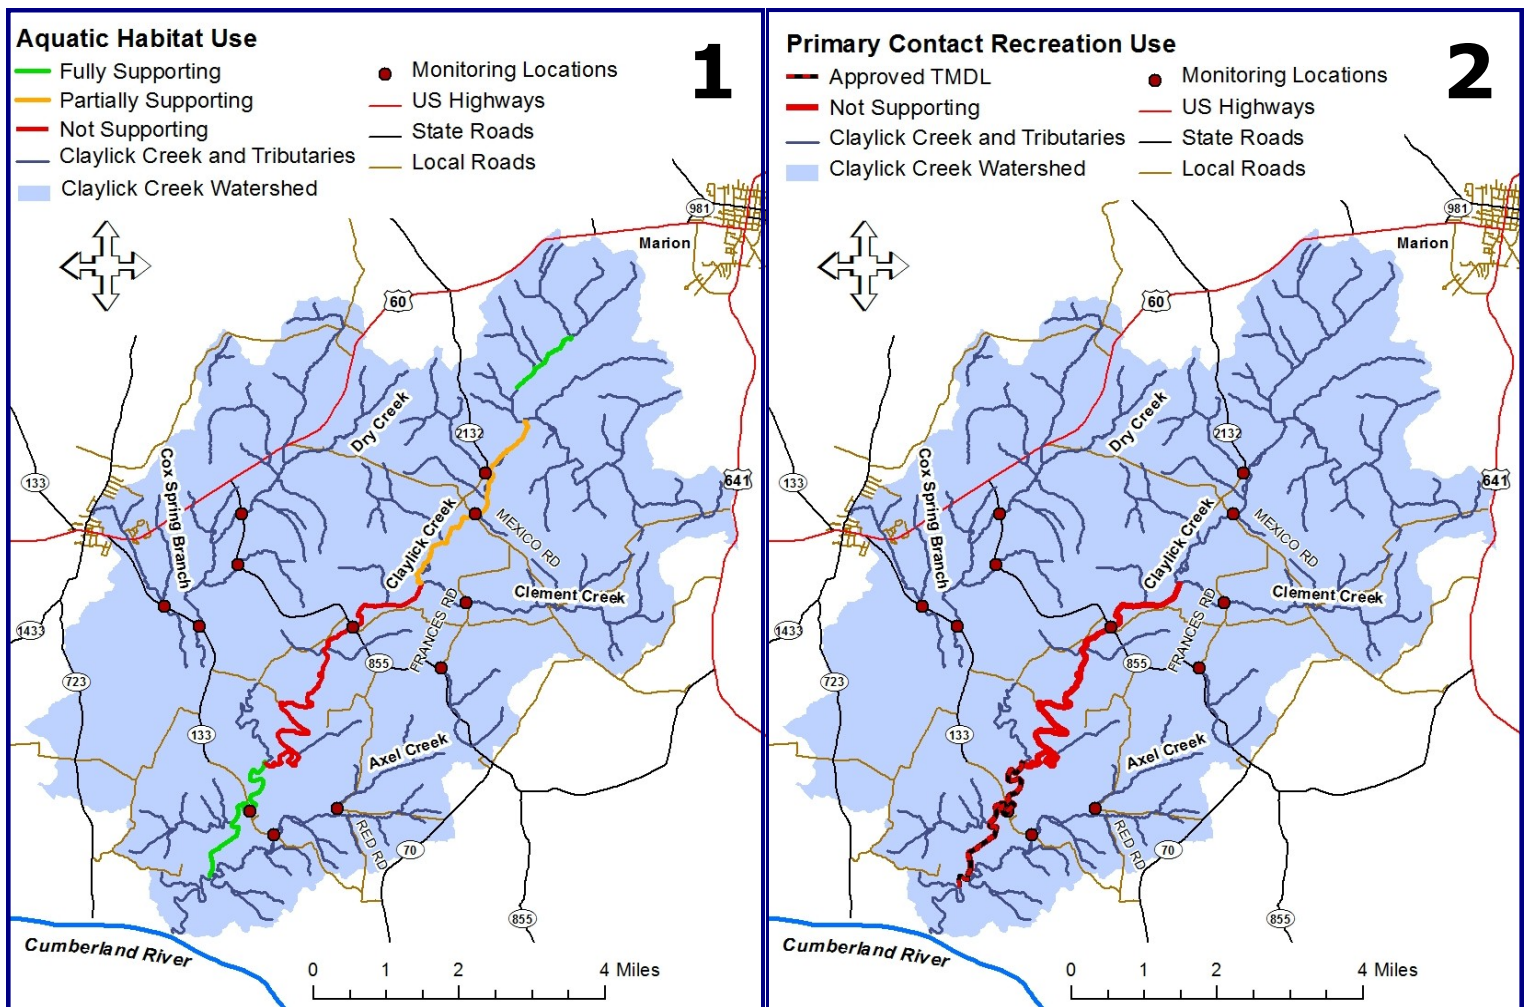 Aquatic Habitat Use
1
Fully Supporting
Partially Supporting
Not Supporting
Claylick Creek and Tributaries
Claylick Creek Watershed
Monitoring Locations
US Highways
State Roads
Local Roads
981
Marion
60
Dry Creek
2132
Cox Spring Branch
133
641
Claylick Creek
MEXICO RD
Clement Creek
FRANCES RD
1433
855
723
133
Axel Creek
RED RD
70
855
Cumberland River
0 1 2 4 Miles
Primary Contact Recreation Use
2
Approved TMDL
Not Supporting
Claylick Creek and Tributaries
Claylick Creek Watershed
Monitoring Locations
US Highways
State Roads
Local Roads
981
Marion
60
Dry Creek
2132
Cox Spring Branch
133
641
Claylick Creek
MEXICO RD
Clement Creek
FRANCES RD
1433
855
723
133
Axel Creek
RED RD
70
855
Cumberland River
0 1 2 4 Miles